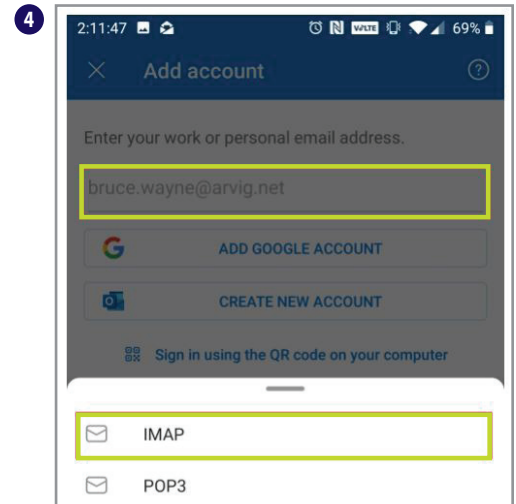 4
2:11:47 VoLTE 69%
Add account ?
Enter your work or personal email address.
bruce.wayne@arvig.net
G ADD GOOGLE ACCOUNT
CREATE NEW ACCOUNT
Sign in using the QR code on your computer
IMAP
POP3